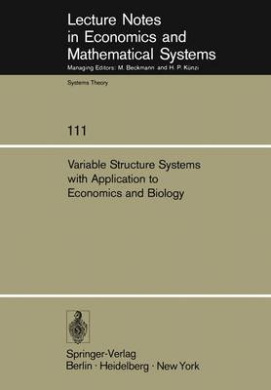 Lecture Notes
in Economics and
Mathematical Systems
Managing Editors: M. Beckmann and H. P. Künzi
Systems Theory
111
Variable Structure Systems
with Application to
Economics and Biology
Springer-Verlag
Berlin · Heidelberg · New York